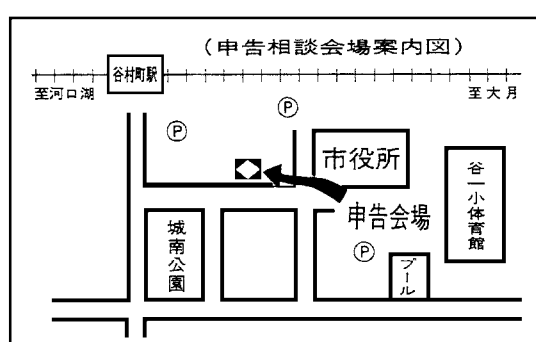 (申告相談会場案内図)
谷村町駅
至河口湖
至大月
Ⓟ
Ⓟ
市役所
谷一小体育館
申告会場
城南公園
Ⓟ
プール